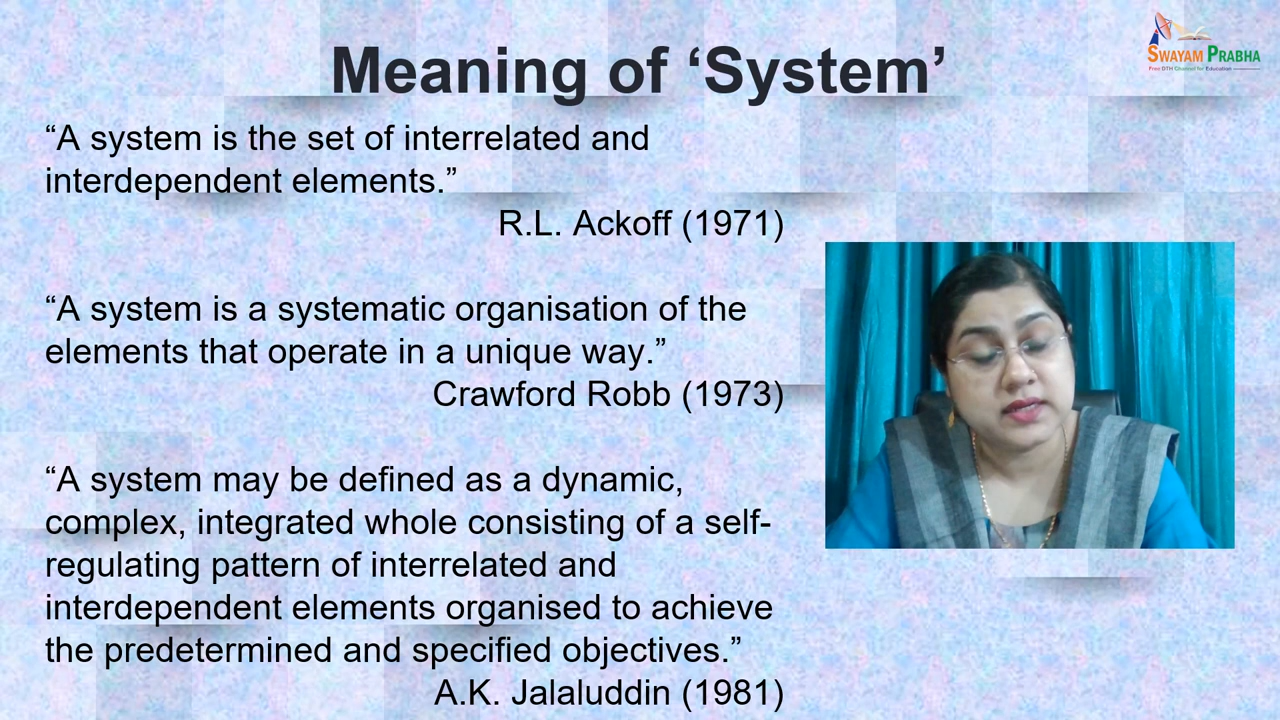 Meaning of ‘System’
SWAYAM PRABHA
Free DTH Channel for Education
“A system is the set of interrelated and
interdependent elements.”
R.L. Ackoff (1971)
“A system is a systematic organisation of the
elements that operate in a unique way.”
Crawford Robb (1973)
“A system may be defined as a dynamic,
complex, integrated whole consisting of a self-
regulating pattern of interrelated and
interdependent elements organised to achieve
the predetermined and specified objectives.”
A.K. Jalaluddin (1981)